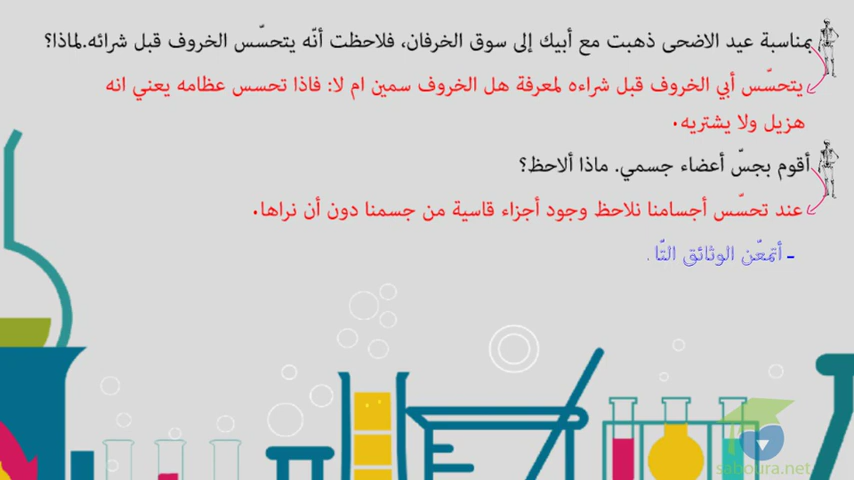 بمناسبة عيد الاضحى ذهبت مع أبيك إلى سوق الخرفان، فلاحظت أنّه يتحسّس الخروف قبل شرائه.لماذا؟
يتحسّس أبي الخروف قبل شراءه لمعرفة هل الخروف سمين ام لا: فاذا تحسس عظامه يعني انه
هزيل ولا يشتريه.
أقوم بجسّ أعضاء جسمي. ماذا ألاحظ؟
عند تحسّس أجسامنا نلاحظ وجود أجزاء قاسية من جسمنا دون أن نراها.
- أتمعّن الوثائق التّا .
saboura.net